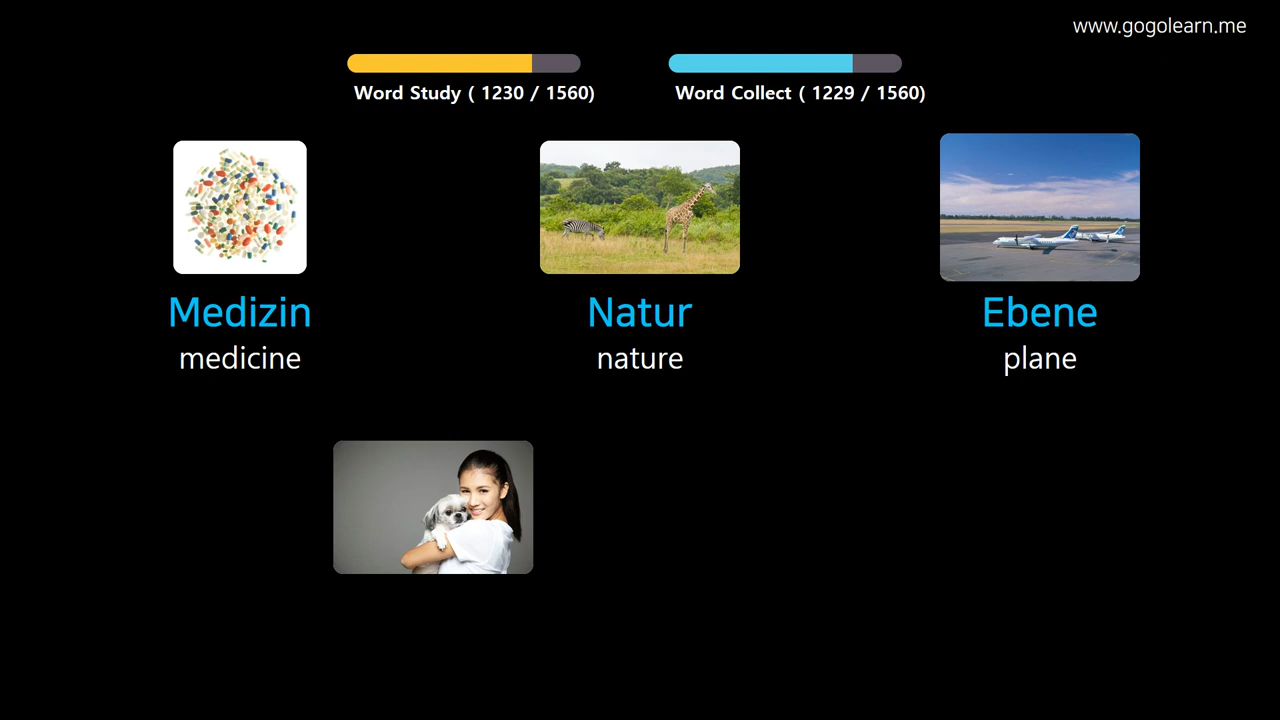 www.gogolearn.me
Word Study ( 1230 / 1560)
Word Collect ( 1229 / 1560)
Medizin
medicine
Natur
nature
Ebene
plane